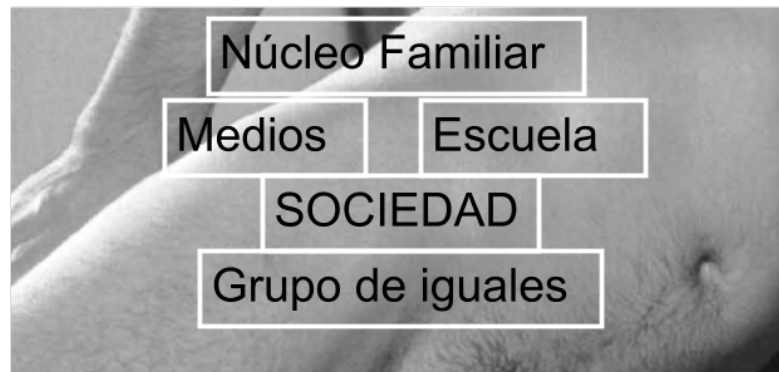 Núcleo Familiar
Medios Escuela
SOCIEDAD
Grupo de iguales